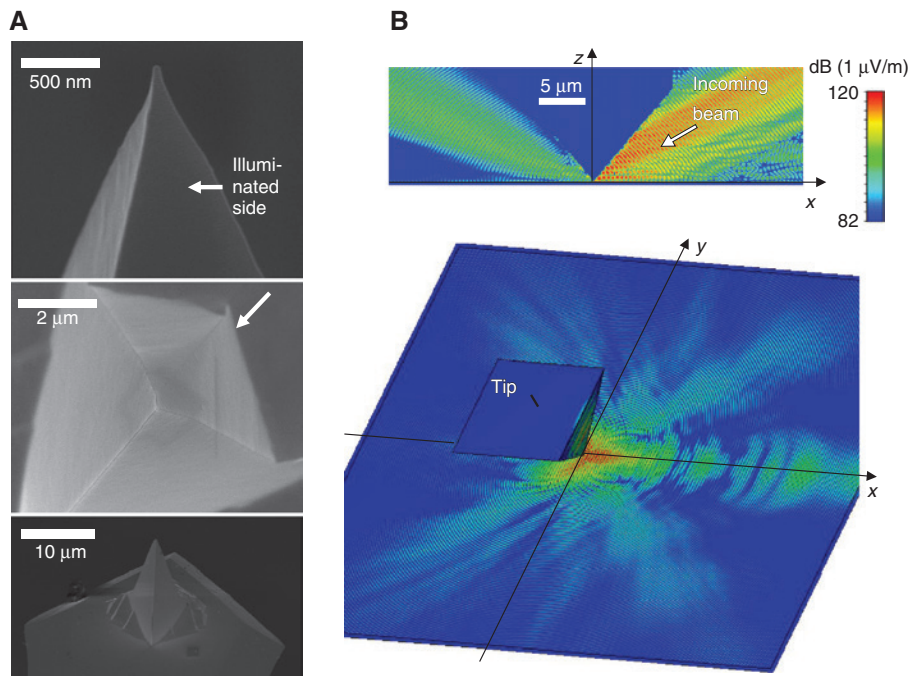 A
500 nm
Illumi-
nated
side
2 μm
10 μm
B
z
5 μm
Incoming
beam
x
dB (1 μV/m)
120
82
y
Tip
x